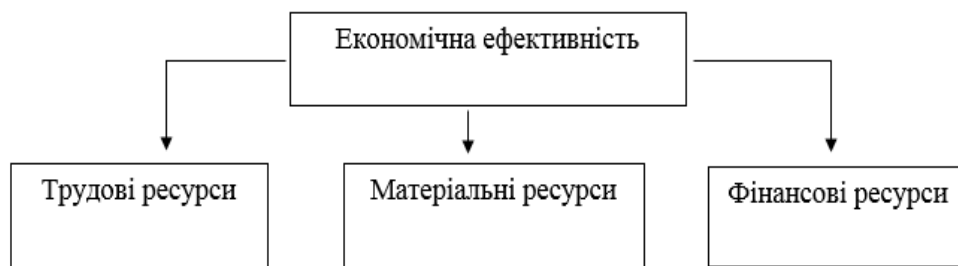 Економічна ефективність
Трудові ресурси
Матеріальні ресурси
Фінансові ресурси